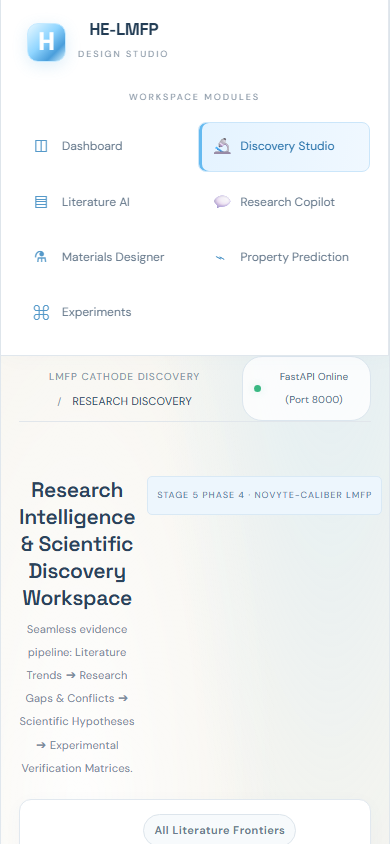 H
HE-LMFP
DESIGN STUDIO
WORKSPACE MODULES
Dashboard
Discovery Studio
Literature AI
Research Copilot
Materials Designer
Property Prediction
Experiments
LMFP CATHODE DISCOVERY
/ RESEARCH DISCOVERY
FastAPI Online
(Port 8000)
Research
Intelligence
& Scientific
Discovery
Workspace
STAGE 5 PHASE 4 · NOVYTE-CALIBER LMFP
Seamless evidence
pipeline: Literature
Trends ➔ Research
Gaps & Conflicts ➔
Scientific Hypotheses
➔ Experimental
Verification Matrices.
All Literature Frontiers